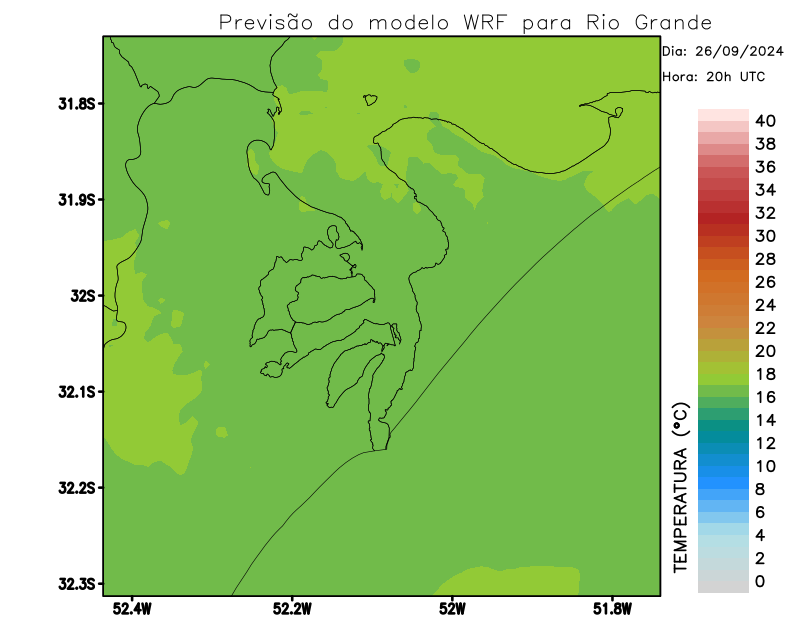 Previsão do modelo WRF para Rio Grande
Dia: 26/09/2024
Hora: 20h UTC
31.8S
31.9S
32S
32.1S
32.2S
32.3S
52.4W
52.2W
52W
51.8W
TEMPERATURA (°C)
40
38
36
34
32
30
28
26
24
22
20
18
16
14
12
10
8
6
4
2
0